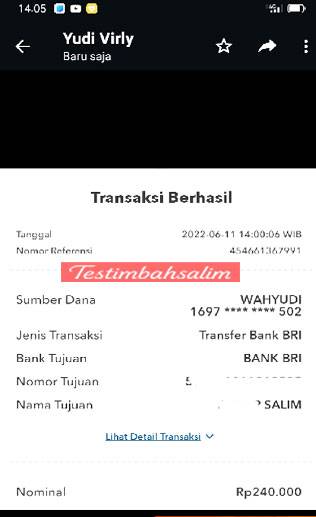 14.05
Yudi Virly
Baru saja
Transaksi Berhasil
Tanggal 2022-06-11 14:00:06 WIB
Nomor Referensi 454661367991
Testimbahsalim
Sumber Dana WAHYUDI
1697 **** **** 502
Jenis Transaksi Transfer Bank BRI
Bank Tujuan BANK BRI
Nomor Tujuan 5
Nama Tujuan SALIM
Lihat Detail Transaksi
Nominal Rp240.000